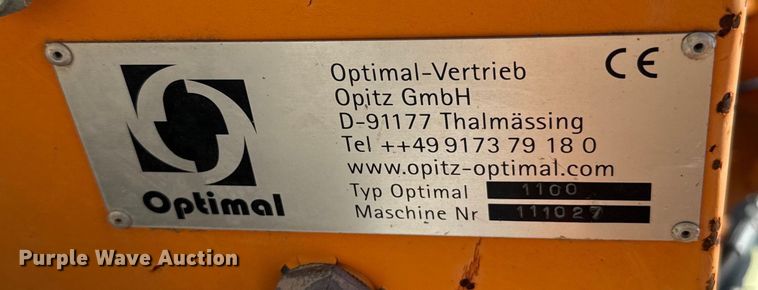 Optimal-Vertrieb
Opitz GmbH
D-91177 Thalmässing
Tel ++49 9173 79 18 0
www.opitz-optimal.com
Typ Optimal 1100
Maschine Nr 111027
CE
Optimal
Purple Wave Auction